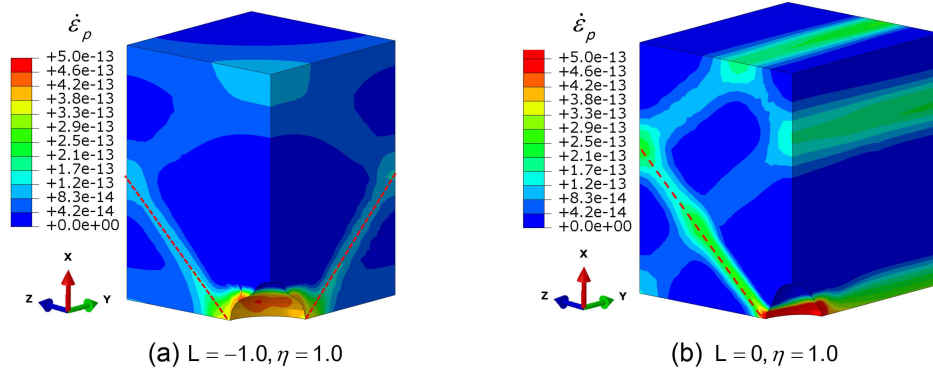 ε̇p
+5.0e-13
+4.6e-13
+4.2e-13
+3.8e-13
+3.3e-13
+2.9e-13
+2.5e-13
+2.1e-13
+1.7e-13
+1.2e-13
+8.3e-14
+4.2e-14
+0.0e+00
X
Z
Y
(a) L = −1.0, η = 1.0
ε̇p
+5.0e-13
+4.6e-13
+4.2e-13
+3.8e-13
+3.3e-13
+2.9e-13
+2.5e-13
+2.1e-13
+1.7e-13
+1.2e-13
+8.3e-14
+4.2e-14
+0.0e+00
X
Z
Y
(b) L = 0, η = 1.0